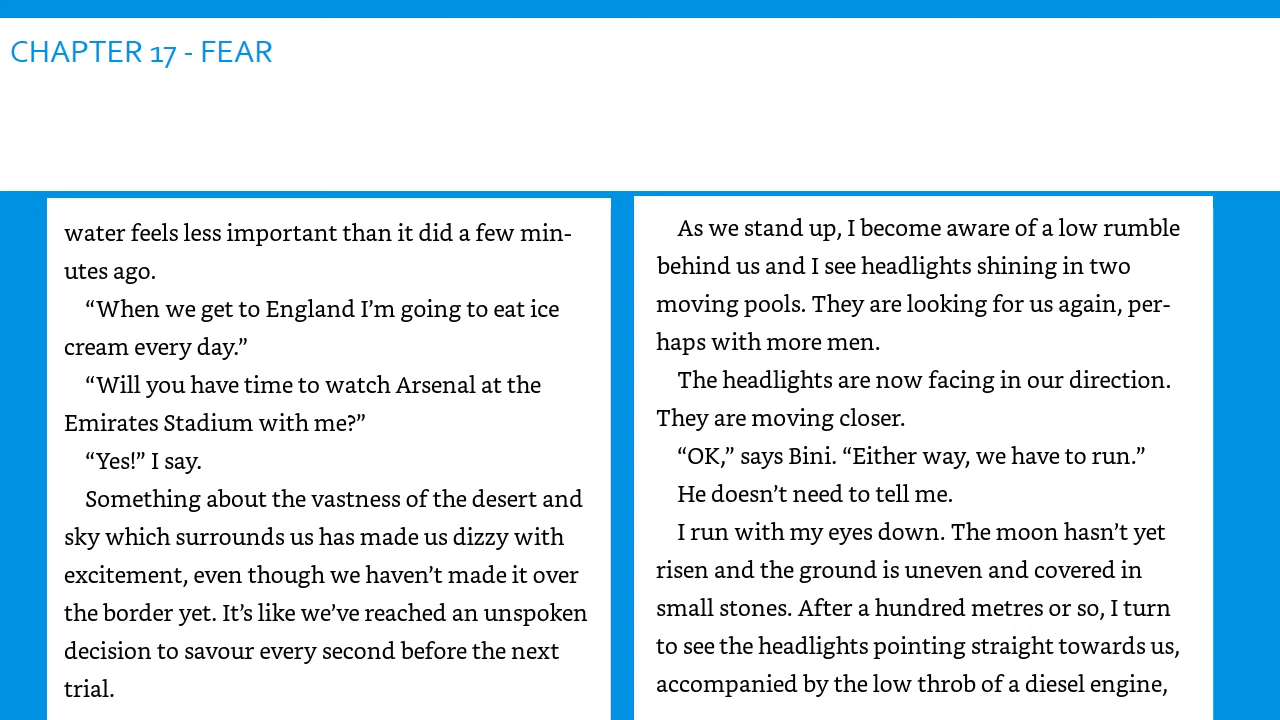 CHAPTER 17 - FEAR
water feels less important than it did a few min-
utes ago.
“When we get to England I’m going to eat ice
cream every day.”
“Will you have time to watch Arsenal at the
Emirates Stadium with me?”
“Yes!” I say.
Something about the vastness of the desert and
sky which surrounds us has made us dizzy with
excitement, even though we haven’t made it over
the border yet. It’s like we’ve reached an unspoken
decision to savour every second before the next
trial.
As we stand up, I become aware of a low rumble
behind us and I see headlights shining in two
moving pools. They are looking for us again, per-
haps with more men.
The headlights are now facing in our direction.
They are moving closer.
“OK,” says Bini. “Either way, we have to run.”
He doesn’t need to tell me.
I run with my eyes down. The moon hasn’t yet
risen and the ground is uneven and covered in
small stones. After a hundred metres or so, I turn
to see the headlights pointing straight towards us,
accompanied by the low throb of a diesel engine,